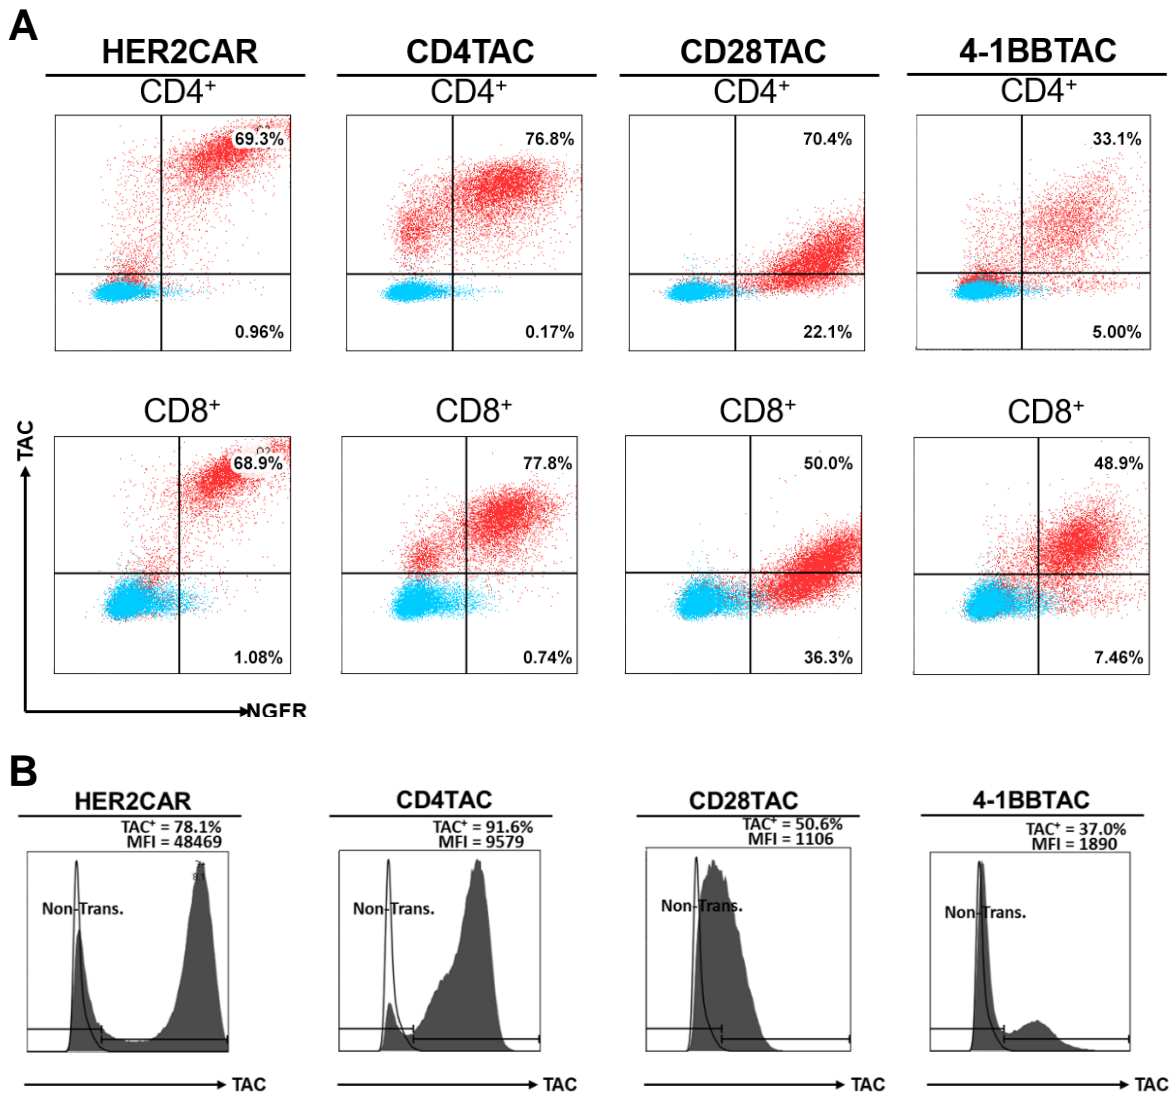 A
HER2CAR CD4TAC CD28TAC 4-1BBTAC
CD4+ CD4+ CD4+ CD4+
69.3% 76.8% 70.4% 33.1%
0.96% 0.17% 22.1% 5.00%
CD8+ CD8+ CD8+ CD8+
TAC
68.9% 77.8% 50.0% 48.9%
1.08% 0.74% 36.3% 7.46%
NGFR
B
HER2CAR CD4TAC CD28TAC 4-1BBTAC
TAC+ = 78.1% TAC+ = 91.6% TAC+ = 50.6% TAC+ = 37.0%
MFI = 48469 MFI = 9579 MFI = 1106 MFI = 1890
Non-Trans. Non-Trans. Non-Trans. Non-Trans.
TAC TAC TAC TAC